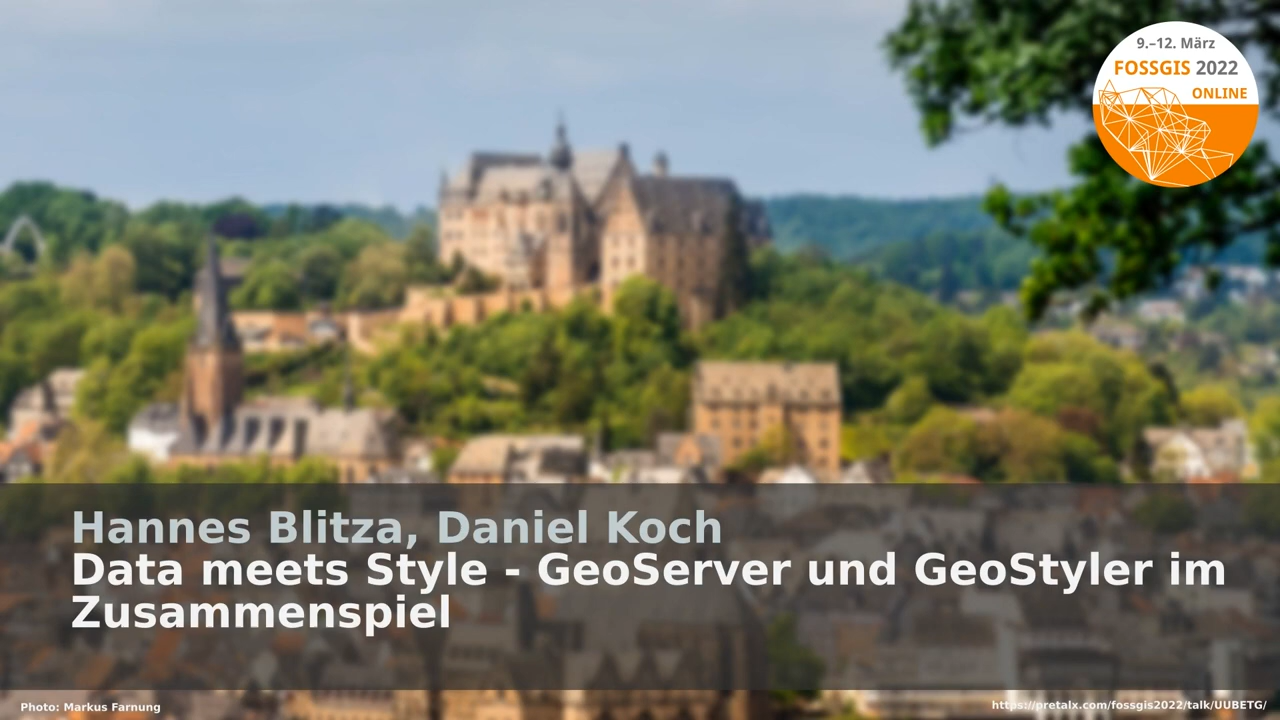 9.–12. März
FOSSGIS 2022
ONLINE
Hannes Blitza, Daniel Koch
Data meets Style - GeoServer und GeoStyler im
Zusammenspiel
Photo: Markus Farnung
https://pretalx.com/fossgis2022/talk/UUBETG/